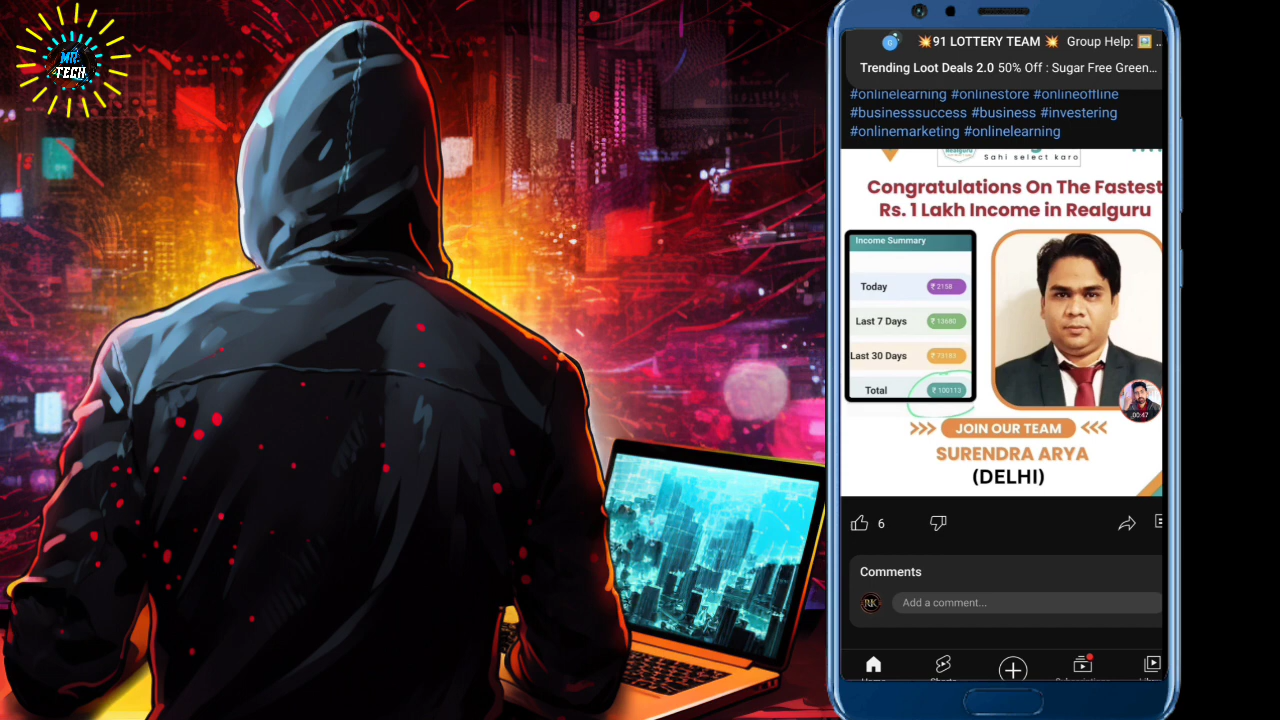 MR.
TECH
💥91 LOTTERY TEAM 💥 Group Help: 🖼️ ..
Trending Loot Deals 2.0 50% Off : Sugar Free Green...
#onlinelearning #onlinestore #onlineoffline
#businesssuccess #business #investering
#onlinemarketing #onlinelearning
Realguru
Sahi select karo
Congratulations On The Fastest
Rs. 1 Lakh Income in Realguru
Income Summary
Today ₹ 2158
Last 7 Days ₹ 13680
Last 30 Days ₹ 73183
Total ₹ 100113
00:47
>>> JOIN OUR TEAM <<<
SURENDRA ARYA
(DELHI)
6
Comments
RK
Add a comment...